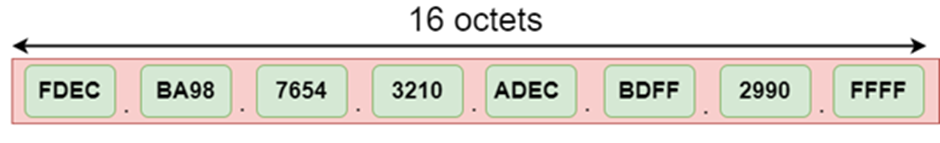 16 octets
FDEC . BA98 . 7654 . 3210 . ADEC . BDFF . 2990 . FFFF